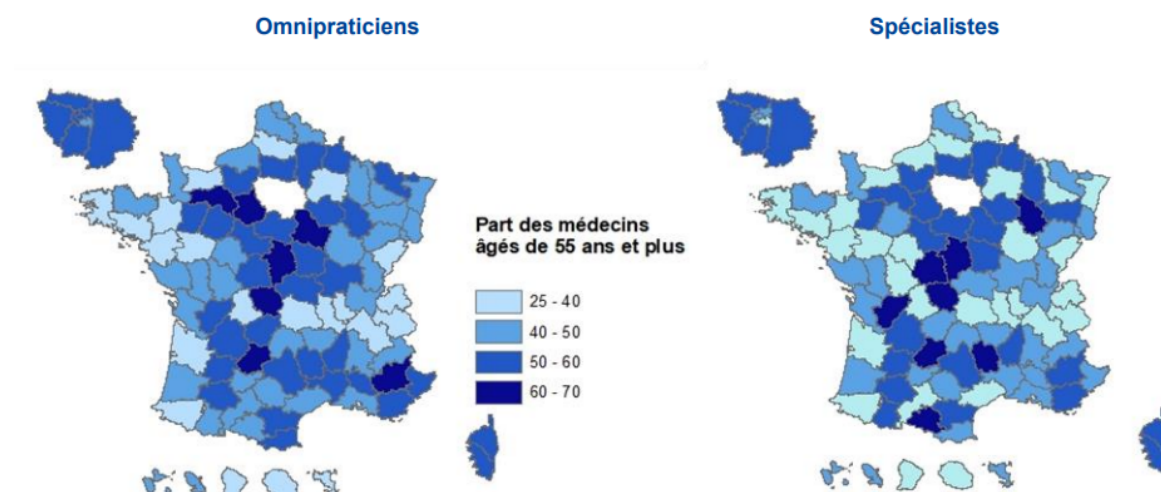 Omnipraticiens
Spécialistes
Part des médecins
âgés de 55 ans et plus
25 - 40
40 - 50
50 - 60
60 - 70